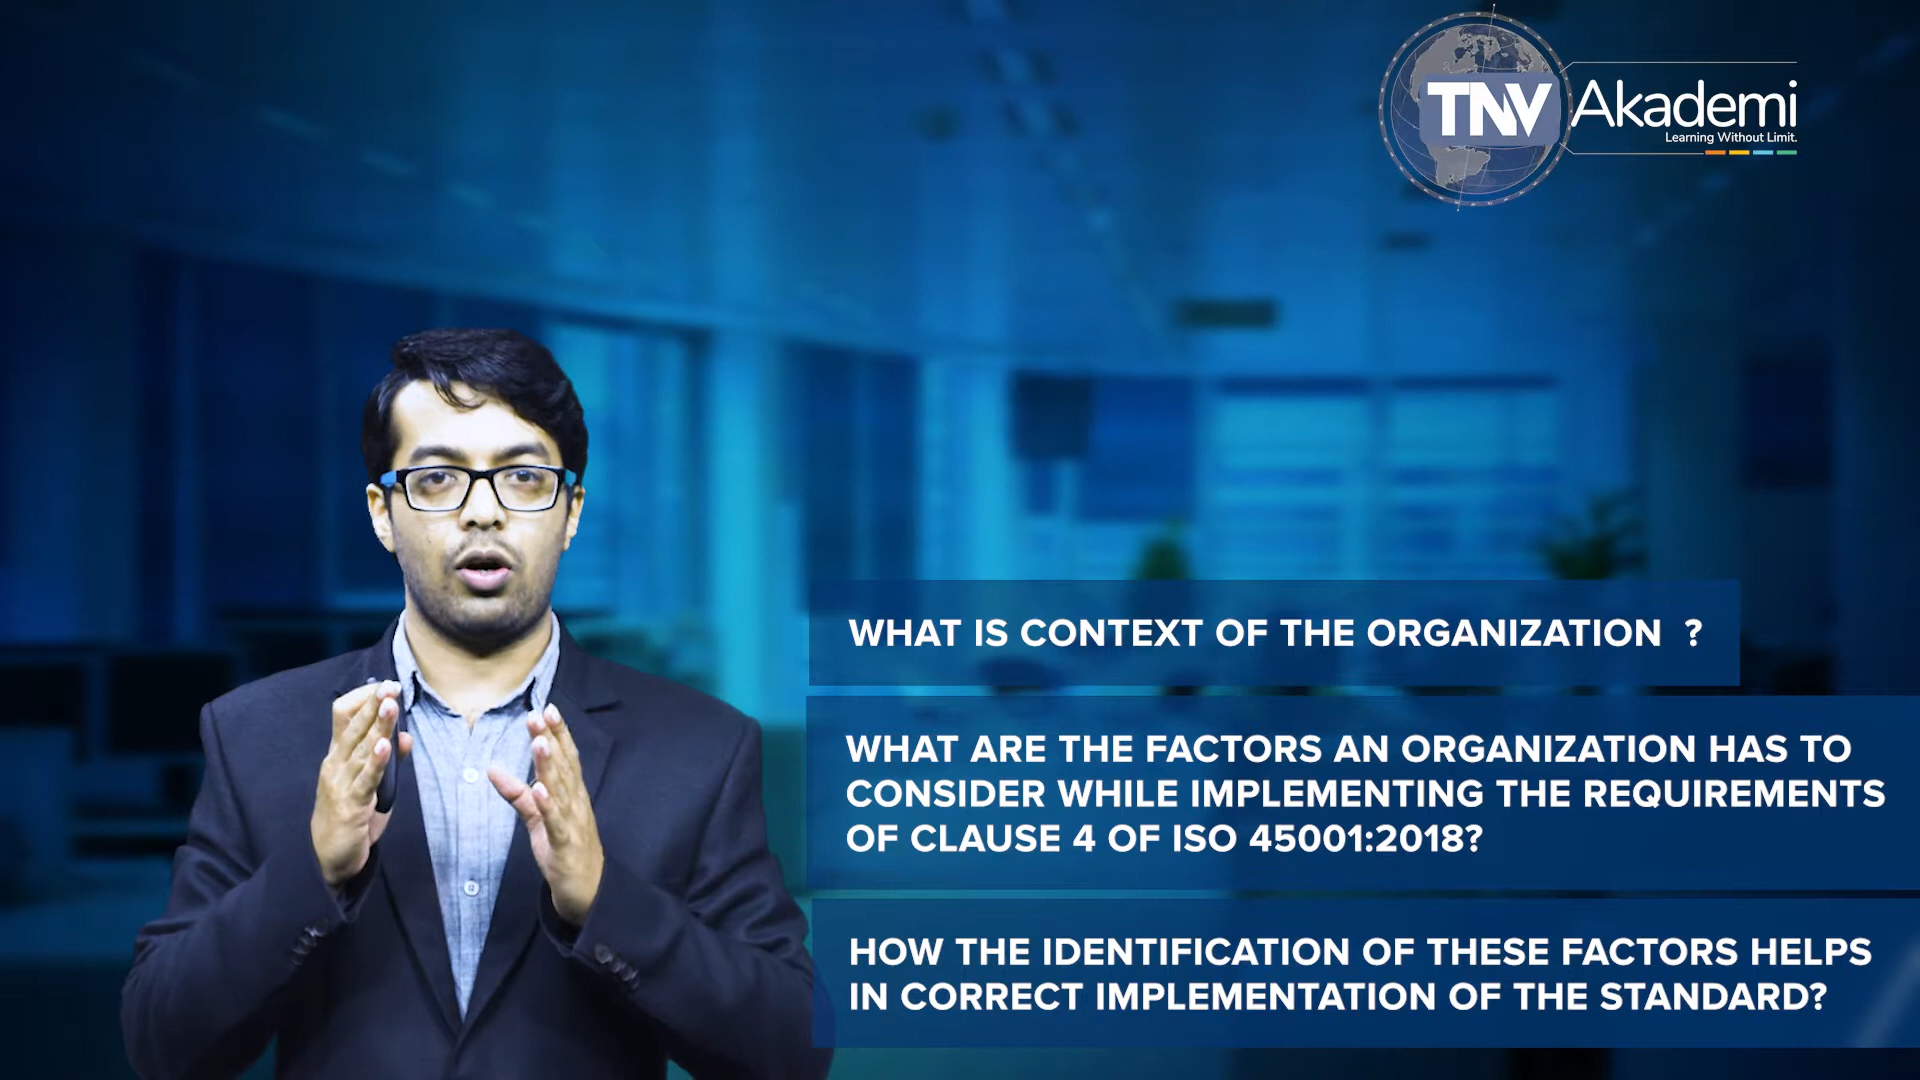 TNV Akademi
Learning Without Limit.
WHAT IS CONTEXT OF THE ORGANIZATION ?
WHAT ARE THE FACTORS AN ORGANIZATION HAS TO
CONSIDER WHILE IMPLEMENTING THE REQUIREMENTS
OF CLAUSE 4 OF ISO 45001:2018?
HOW THE IDENTIFICATION OF THESE FACTORS HELPS
IN CORRECT IMPLEMENTATION OF THE STANDARD?